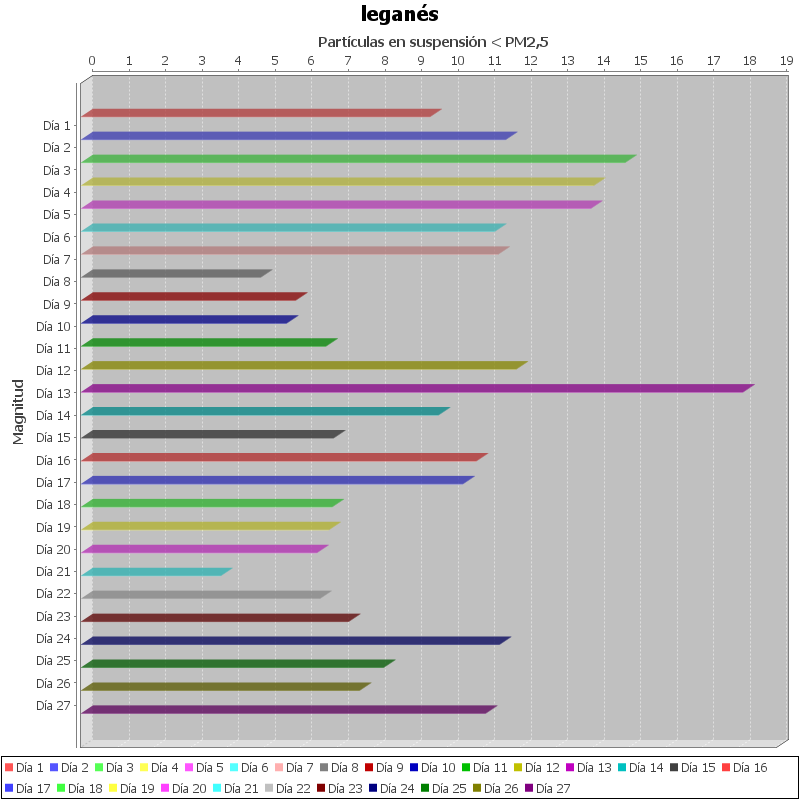 leganés
Partículas en suspensión < PM2,5
0 1 2 3 4 5 6 7 8 9 10 11 12 13 14 15 16 17 18 19
Magnitud
Día 1
Día 2
Día 3
Día 4
Día 5
Día 6
Día 7
Día 8
Día 9
Día 10
Día 11
Día 12
Día 13
Día 14
Día 15
Día 16
Día 17
Día 18
Día 19
Día 20
Día 21
Día 22
Día 23
Día 24
Día 25
Día 26
Día 27
Día 1 Día 2 Día 3 Día 4 Día 5 Día 6 Día 7 Día 8 Día 9 Día 10 Día 11 Día 12 Día 13 Día 14 Día 15 Día 16
Día 17 Día 18 Día 19 Día 20 Día 21 Día 22 Día 23 Día 24 Día 25 Día 26 Día 27